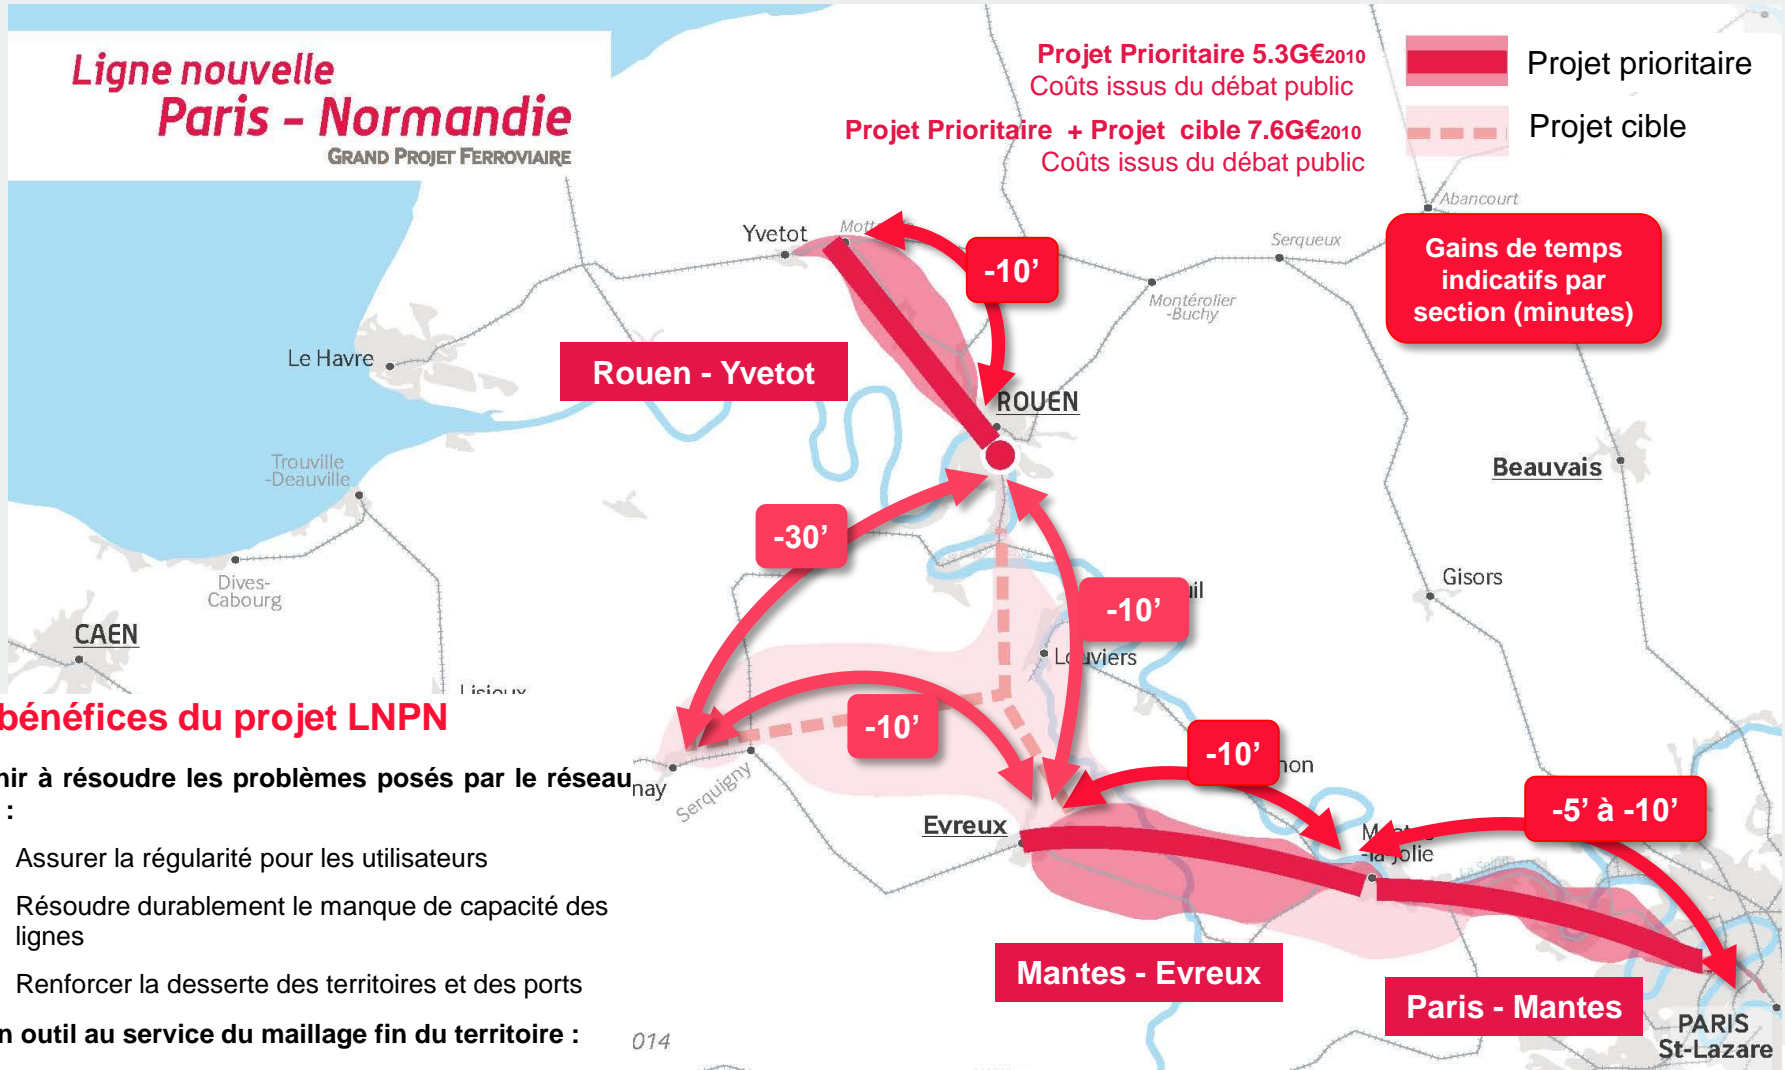 Ligne nouvelle
Paris – Normandie
GRAND PROJET FERROVIAIRE
Projet Prioritaire 5.3G€2010
Coûts issus du débat public
Projet Prioritaire + Projet cible 7.6G€2010
Coûts issus du débat public
Projet prioritaire
Projet cible
Gains de temps
indicatifs par
section (minutes)
Abancourt
Serqueux
Montérolier
-Buchy
Yvetot
-10’
Le Havre
Rouen - Yvetot
ROUEN
Beauvais
Trouville
-Deauville
-30’
Dives-
Cabourg
Gisors
-10’
CAEN
Louviers
-10’
-10’
-5’ à -10’
Serquigny
Evreux
-la-Jolie
La Seine
Mantes - Evreux
Paris - Mantes
PARIS
St-Lazare
bénéfices du projet LNPN
à résoudre les problèmes posés par le réseau
:
Assurer la régularité pour les utilisateurs
Résoudre durablement le manque de capacité des
lignes
Renforcer la desserte des territoires et des ports
outil au service du maillage fin du territoire :
014